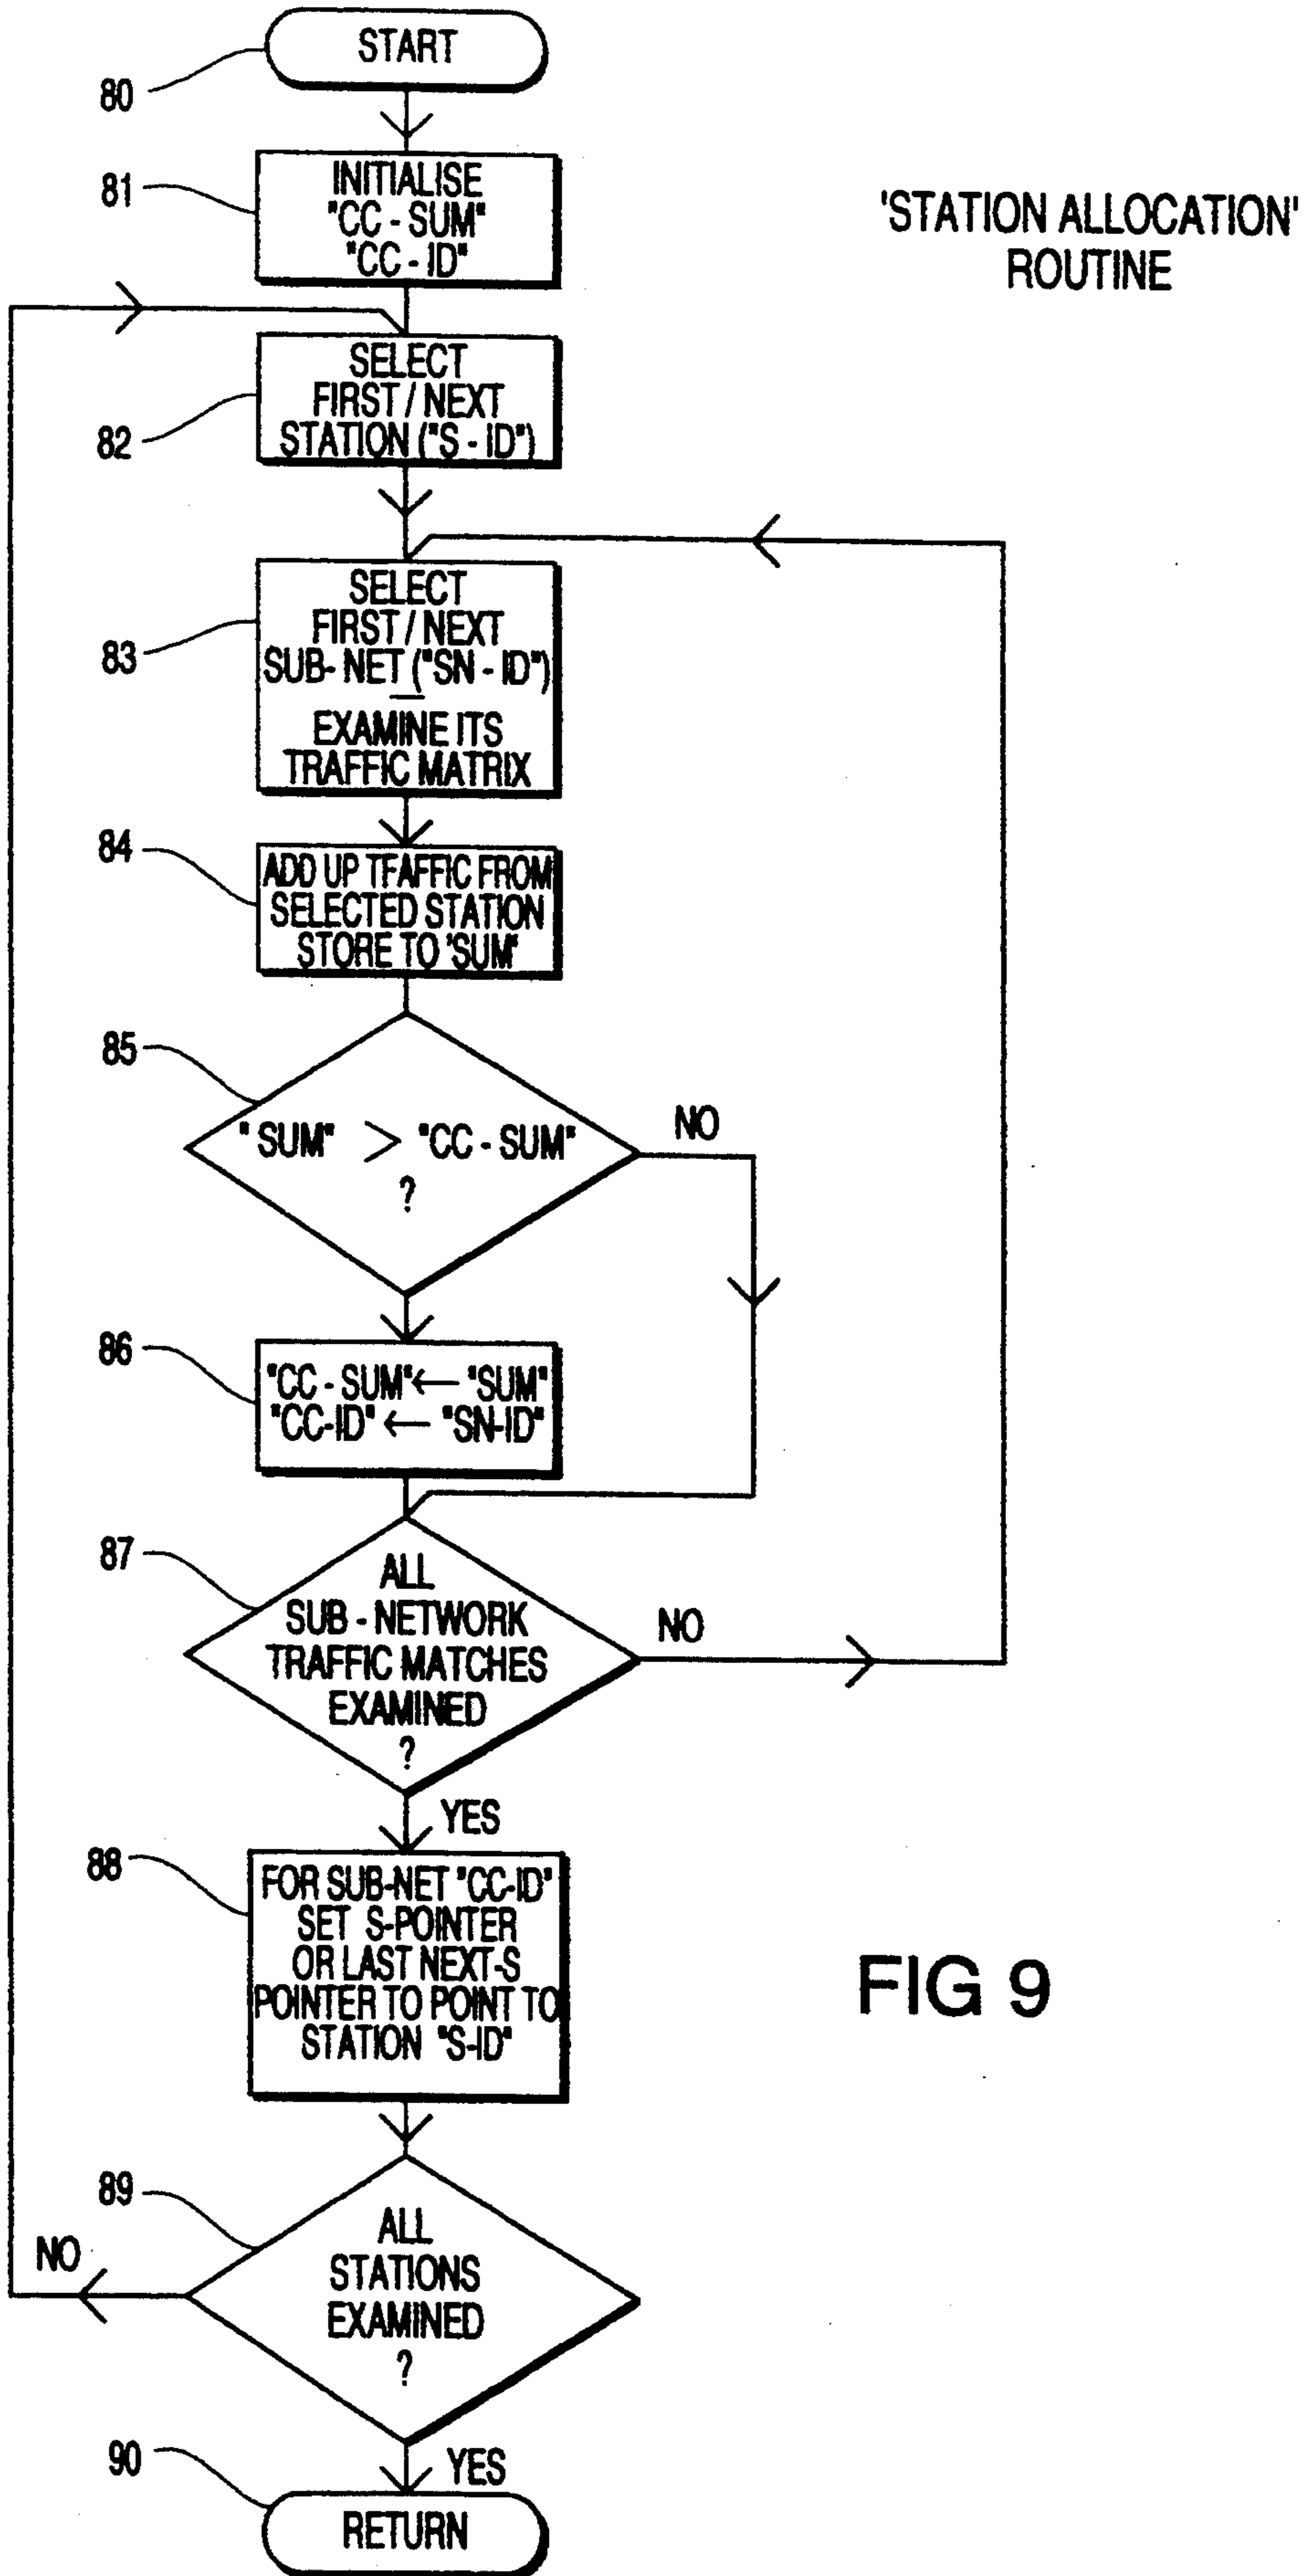 START
80
81
INITIALISE
"CC - SUM"
"CC - ID"
'STATION ALLOCATION'
ROUTINE
82
SELECT
FIRST / NEXT
STATION ("S - ID")
83
SELECT
FIRST / NEXT
SUB- NET ("SN - ID")
—
EXAMINE ITS
TRAFFIC MATRIX
84
ADD UP TFAFFIC FROM
SELECTED STATION
STORE TO 'SUM'
85
" SUM" > "CC - SUM"
?
NO
86
"CC - SUM" ← "SUM"
"CC-ID" ← "SN-ID"
87
ALL
SUB - NETWORK
TRAFFIC MATCHES
EXAMINED
?
NO
YES
88
FOR SUB-NET "CC-ID"
SET S-POINTER
OR LAST NEXT-S
POINTER TO POINT TO
STATION "S-ID"
FIG 9
89
NO
ALL
STATIONS
EXAMINED
?
90
YES
RETURN